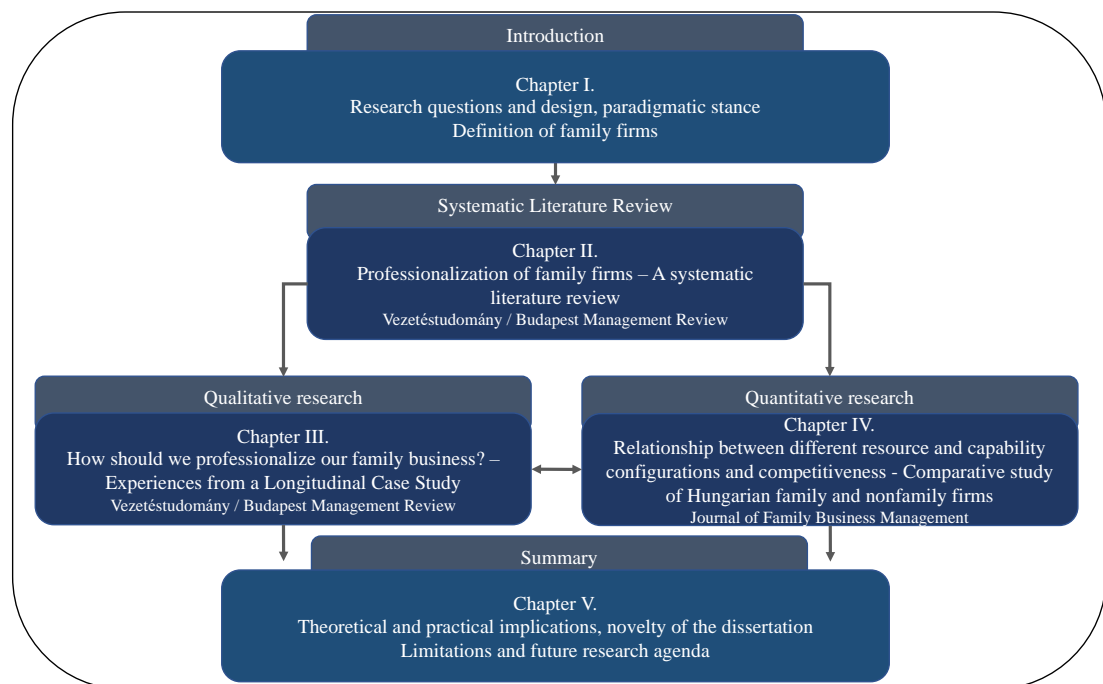 Introduction
Chapter I.
Research questions and design, paradigmatic stance
Definition of family firms
Systematic Literature Review
Chapter II.
Professionalization of family firms – A systematic
literature review
Vezetéstudomány / Budapest Management Review
Qualitative research
Chapter III.
How should we professionalize our family business? –
Experiences from a Longitudinal Case Study
Vezetéstudomány / Budapest Management Review
Quantitative research
Chapter IV.
Relationship between different resource and capability
configurations and competitiveness - Comparative study
of Hungarian family and nonfamily firms
Journal of Family Business Management
Summary
Chapter V.
Theoretical and practical implications, novelty of the dissertation
Limitations and future research agenda